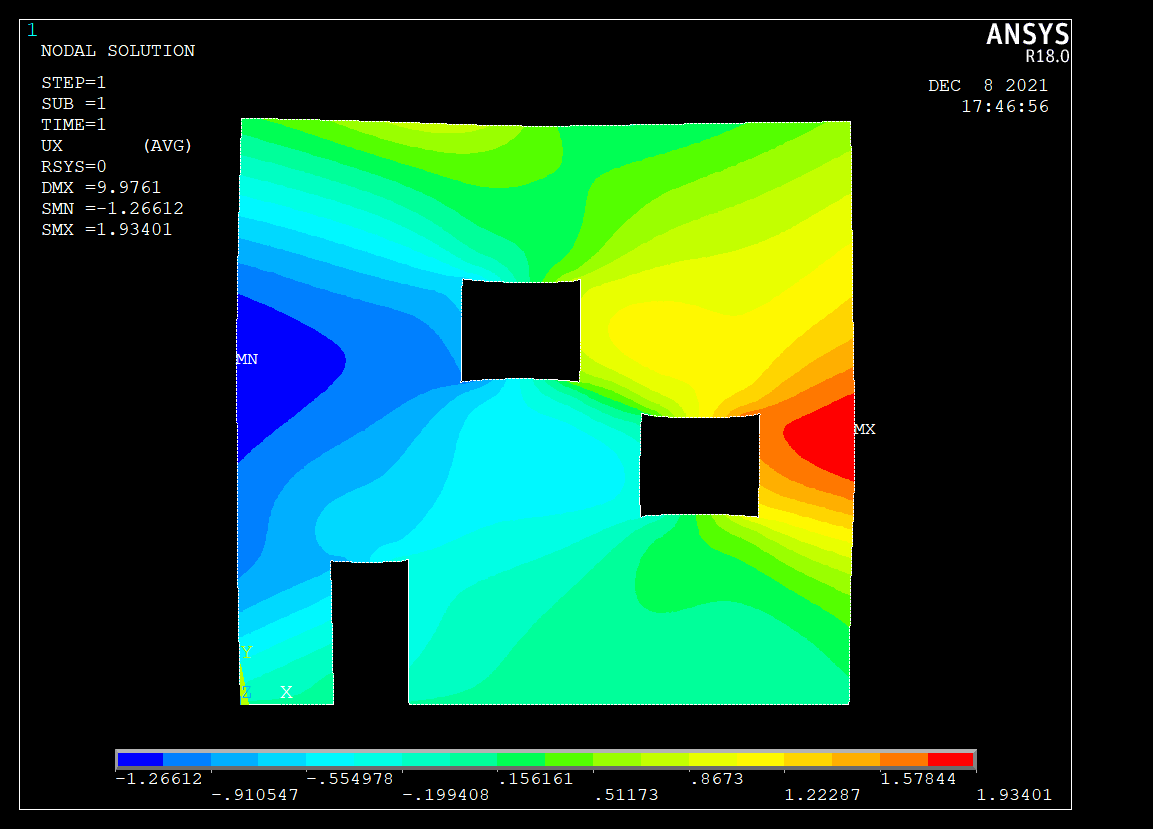 1
ANSYS
R18.0
NODAL SOLUTION
DEC 8 2021
17:46:56
STEP=1
SUB =1
TIME=1
UX (AVG)
RSYS=0
DMX =9.9761
SMN =-1.26612
SMX =1.93401
MN
MX
Y
Z X
-1.26612 -.554978 .156161 .8673 1.57844
-.910547 -.199408 .51173 1.22287 1.93401